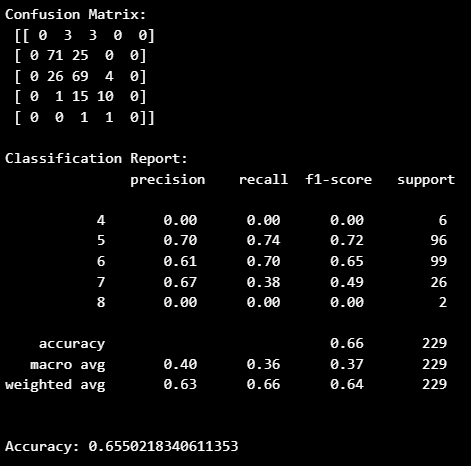 Confusion Matrix:
[[ 0 3 3 0 0]
[ 0 71 25 0 0]
[ 0 26 69 4 0]
[ 0 1 15 10 0]
[ 0 0 1 1 0]]
Classification Report:
precision recall f1-score support
4 0.00 0.00 0.00 6
5 0.70 0.74 0.72 96
6 0.61 0.70 0.65 99
7 0.67 0.38 0.49 26
8 0.00 0.00 0.00 2
accuracy 0.66 229
macro avg 0.40 0.36 0.37 229
weighted avg 0.63 0.66 0.64 229
Accuracy: 0.6550218340611353